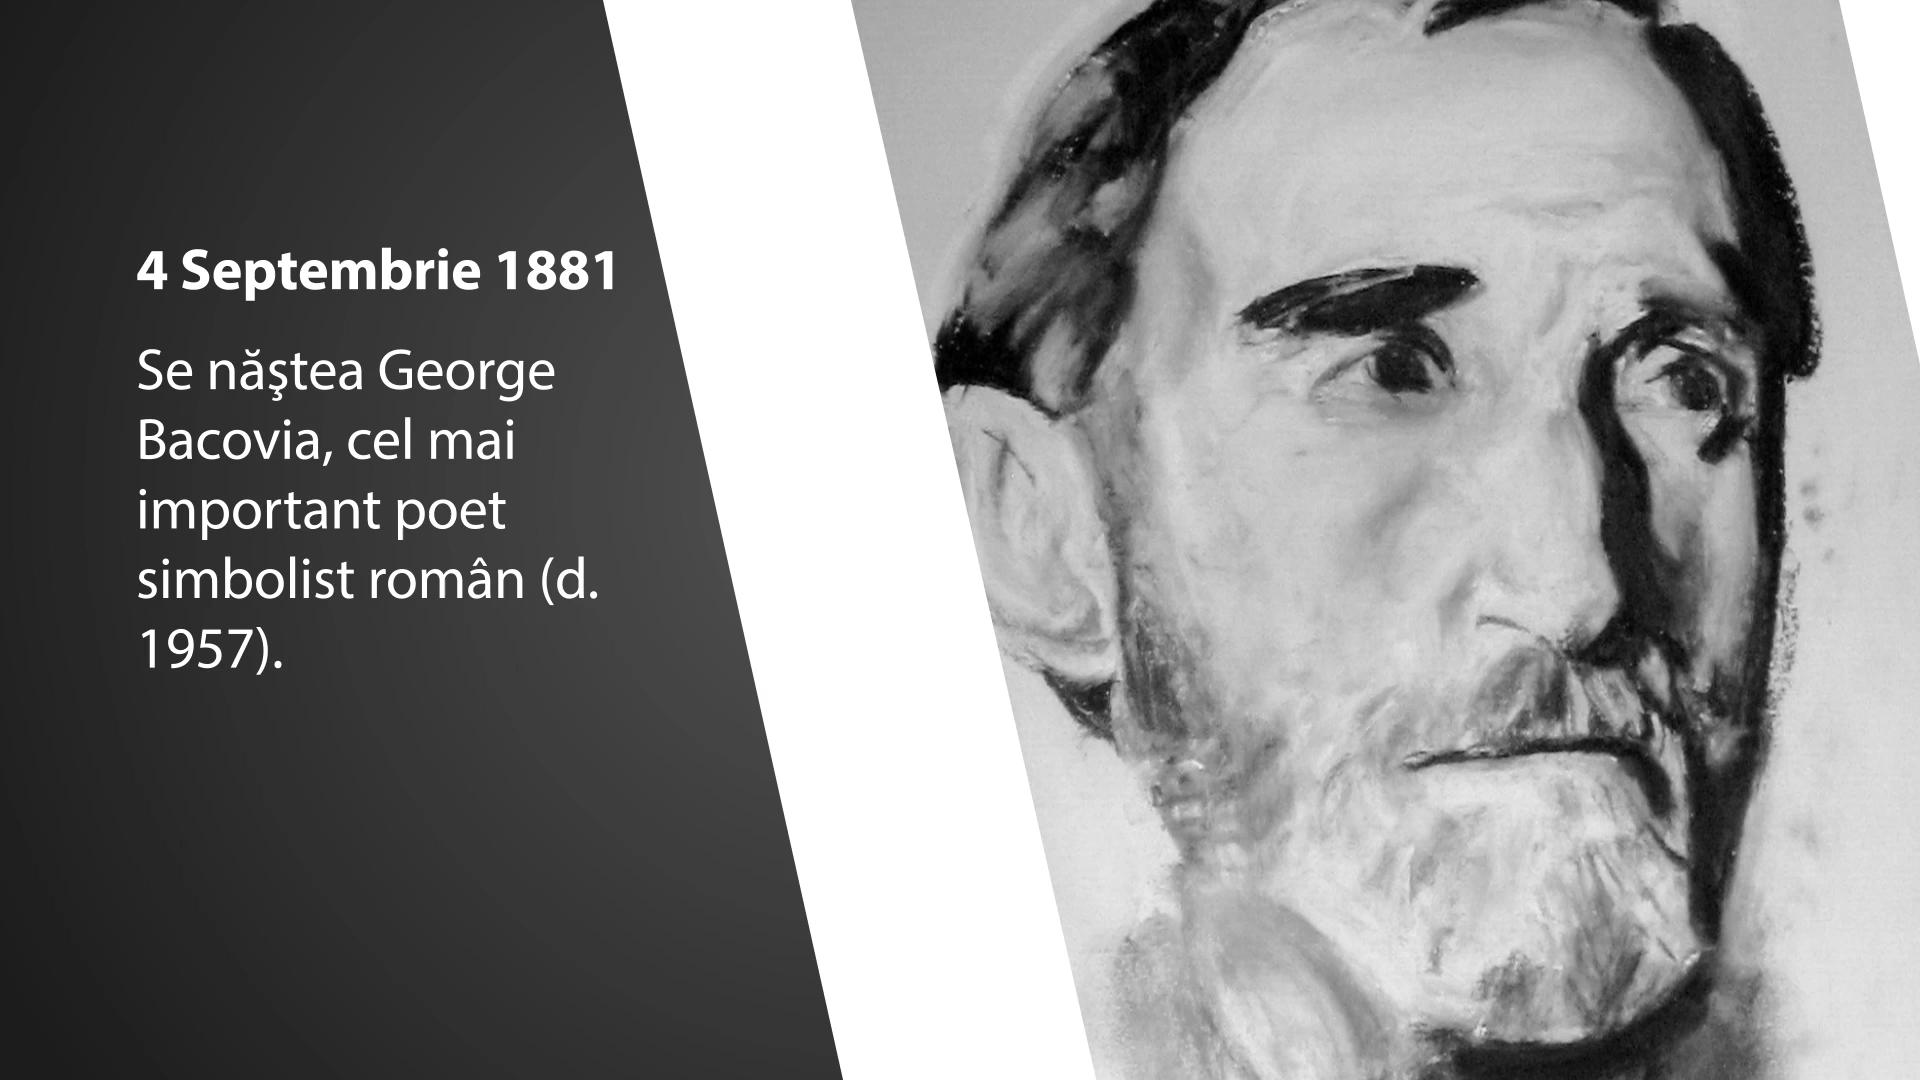 4 Septembrie 1881
Se năştea George
Bacovia, cel mai
important poet
simbolist român (d.
1957).